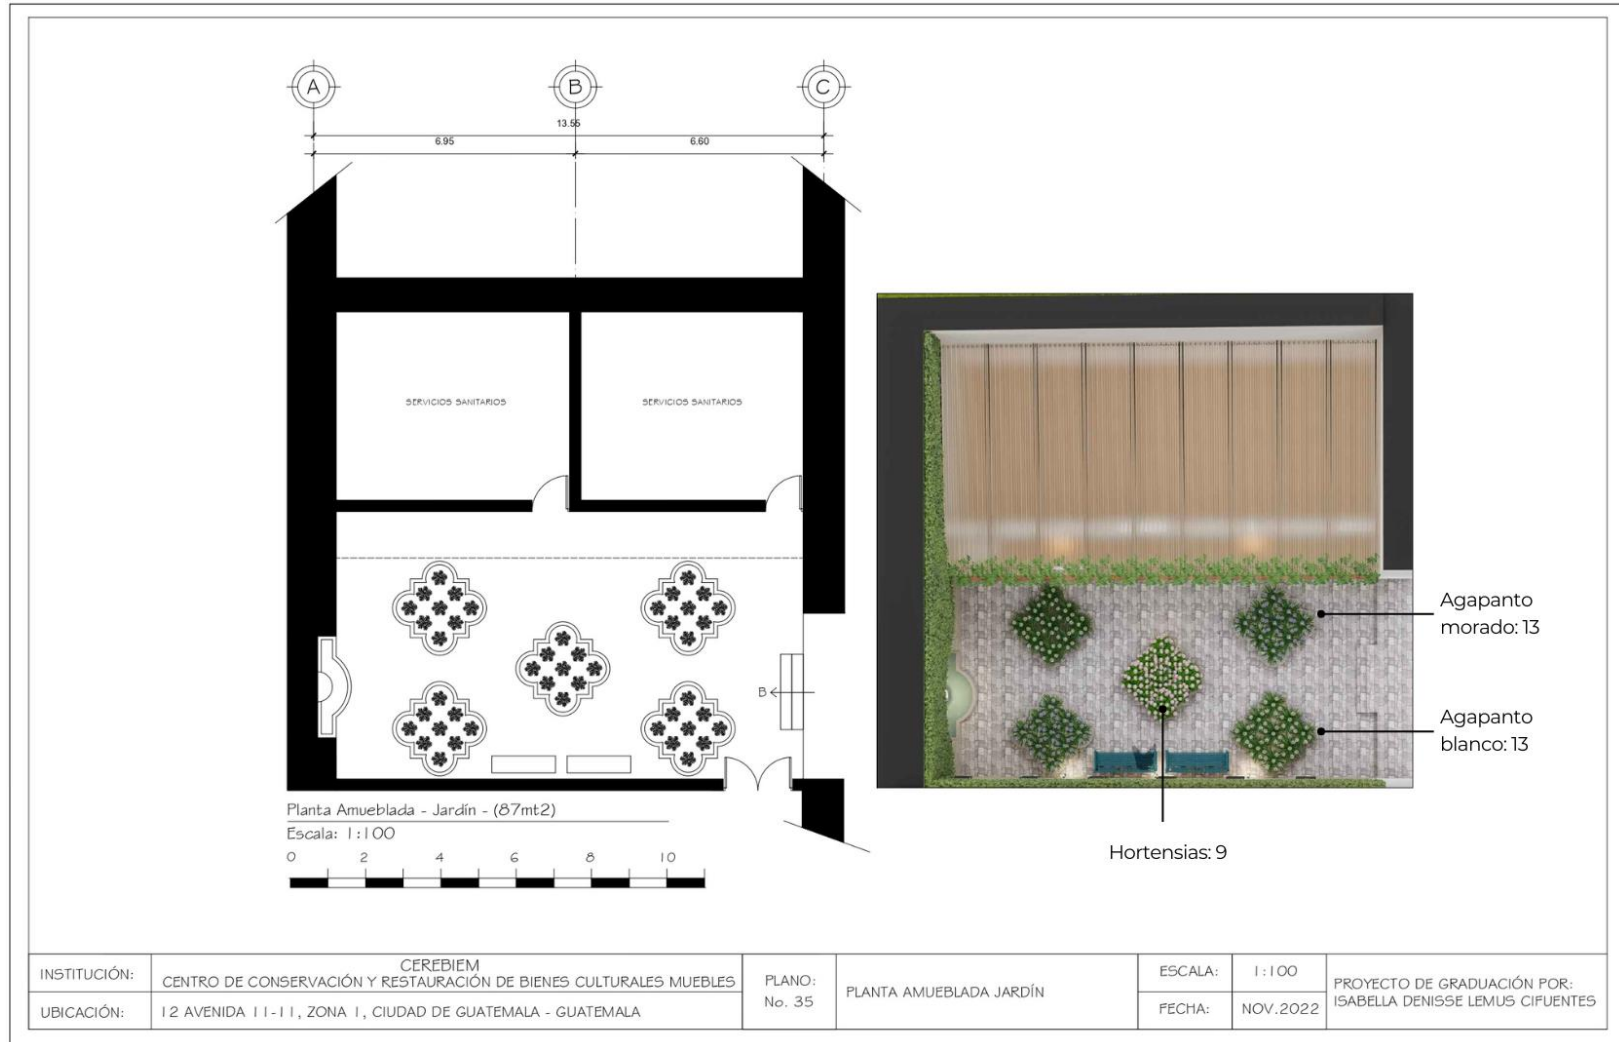 A
B
C
13.55
6.95
6.60
SERVICIOS SANITARIOS
SERVICIOS SANITARIOS
B
Planta Amueblada - Jardín - (87mt2)
Escala: 1:100
0 2 4 6 8 10
Agapanto
morado: 13
Agapanto
blanco: 13
Hortensias: 9
INSTITUCIÓN:
CEREBIEM
CENTRO DE CONSERVACIÓN Y RESTAURACIÓN DE BIENES CULTURALES MUEBLES
UBICACIÓN:
12 AVENIDA 11-11, ZONA 1, CIUDAD DE GUATEMALA - GUATEMALA
PLANO:
No. 35
PLANTA AMUEBLADA JARDÍN
ESCALA:
1:100
FECHA:
NOV.2022
PROYECTO DE GRADUACIÓN POR:
ISABELLA DENISSE LEMUS CIFUENTES